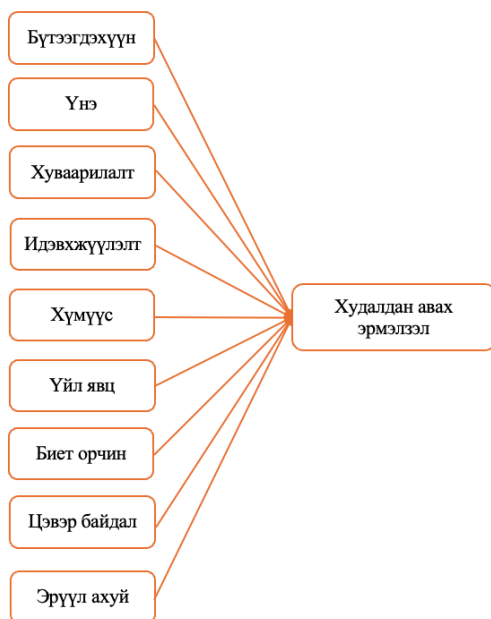 Бүтээгдэхүүн
Үнэ
Хуваарилалт
Идэвхжүүлэлт
Хүмүүс
Үйл явц
Биет орчин
Цэвэр байдал
Эрүүл ахуй
Худалдан авах
эрмэлзэл